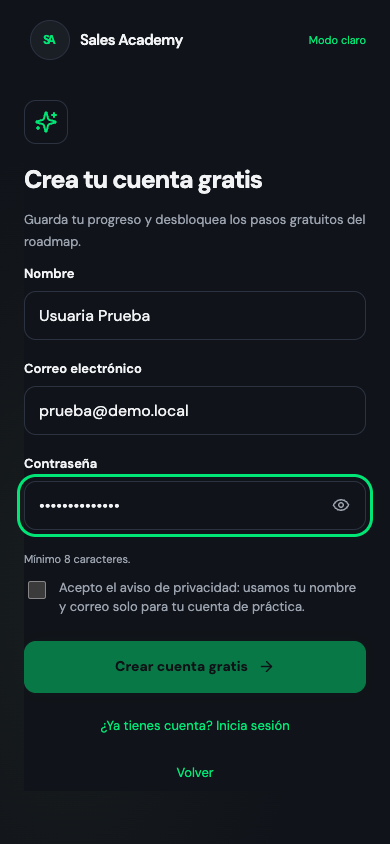 SA
Sales Academy
Modo claro
Crea tu cuenta gratis
Guarda tu progreso y desbloquea los pasos gratuitos del
roadmap.
Nombre
Usuaria Prueba
Correo electrónico
prueba@demo.local
Contraseña
••••••••••••••
Mínimo 8 caracteres.
Acepto el aviso de privacidad: usamos tu nombre
y correo solo para tu cuenta de práctica.
Crear cuenta gratis →
¿Ya tienes cuenta? Inicia sesión
Volver